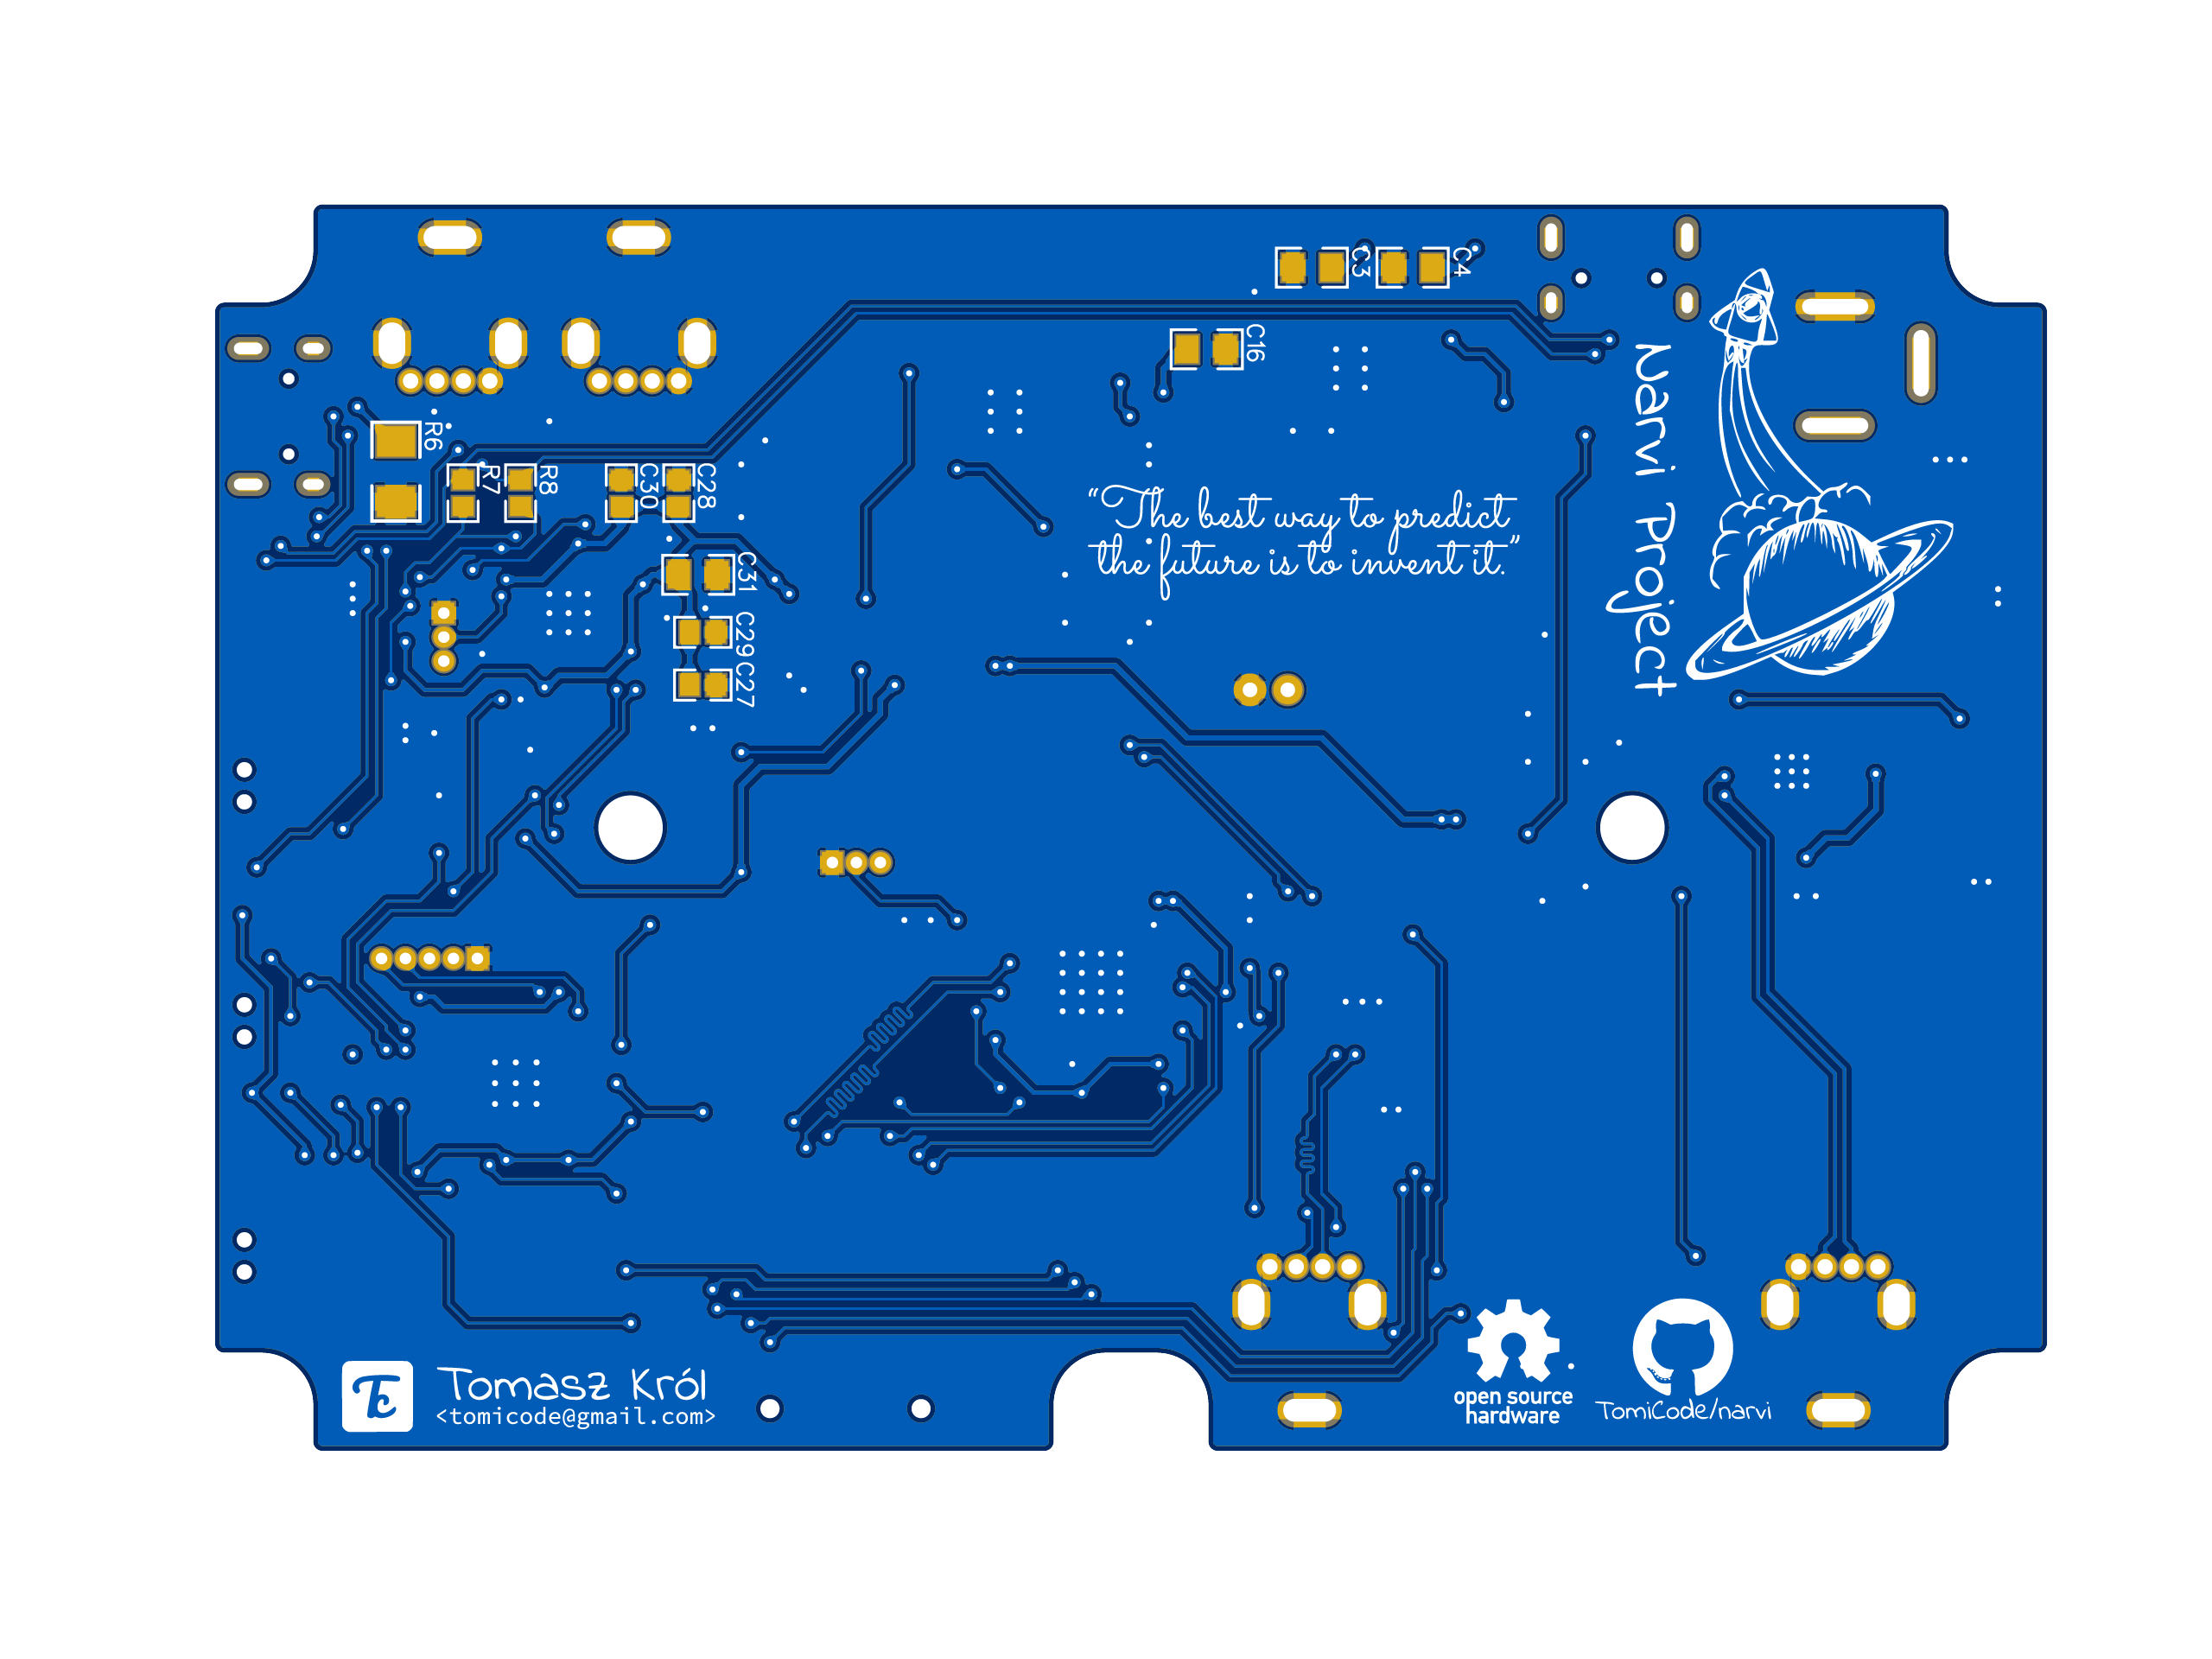 C3
C4
C16
R6
R7
R8
C30
C28
“The best way to predict
the future is to invent it.”
Narvi Project
C31
C29
C27
Tc
Tomasz Król
<tomicode@gmail.com>
open source
hardware
TomiCode/narvi